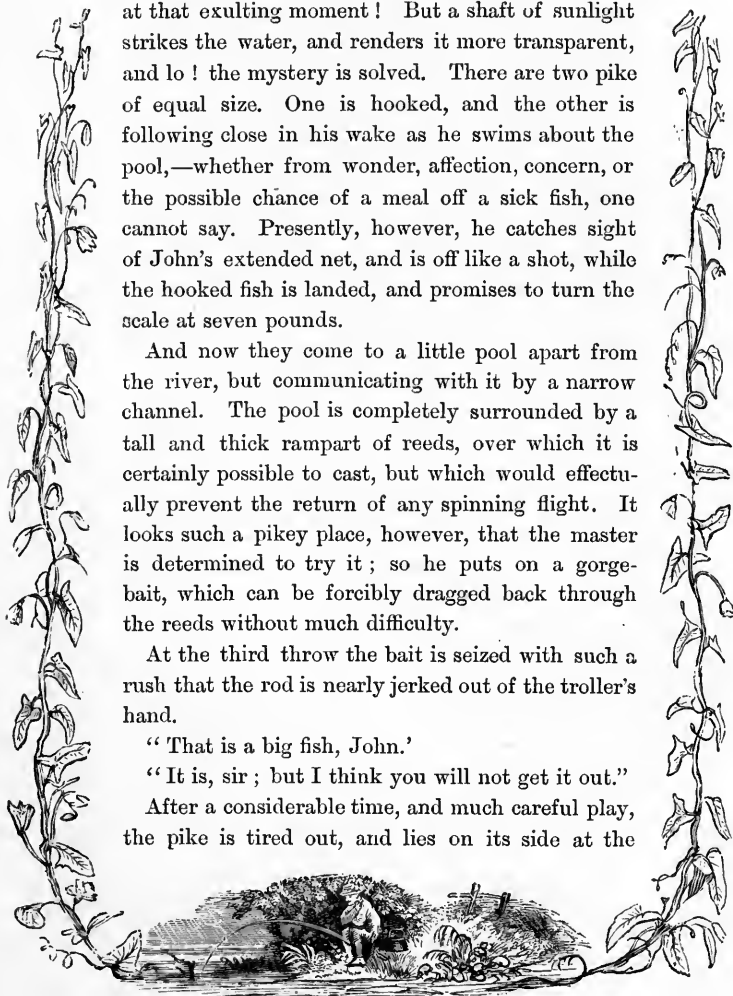 at that exulting moment ! But a shaft of sunlight
strikes the water, and renders it more transparent,
and lo ! the mystery is solved. There are two pike
of equal size. One is hooked, and the other is
following close in his wake as he swims about the
pool,—whether from wonder, affection, concern, or
the possible chance of a meal off a sick fish, one
cannot say. Presently, however, he catches sight
of John's extended net, and is off like a shot, while
the hooked fish is landed, and promises to turn the
scale at seven pounds.
And now they come to a little pool apart from
the river, but communicating with it by a narrow
channel. The pool is completely surrounded by a
tall and thick rampart of reeds, over which it is
certainly possible to cast, but which would effectu-
ally prevent the return of any spinning flight. It
looks such a pikey place, however, that the master
is determined to try it ; so he puts on a gorge-
bait, which can be forcibly dragged back through
the reeds without much difficulty.
At the third throw the bait is seized with such a
rush that the rod is nearly jerked out of the troller's
hand.
“ That is a big fish, John.’
“ It is, sir ; but I think you will not get it out.”
After a considerable time, and much careful play,
the pike is tired out, and lies on its side at the